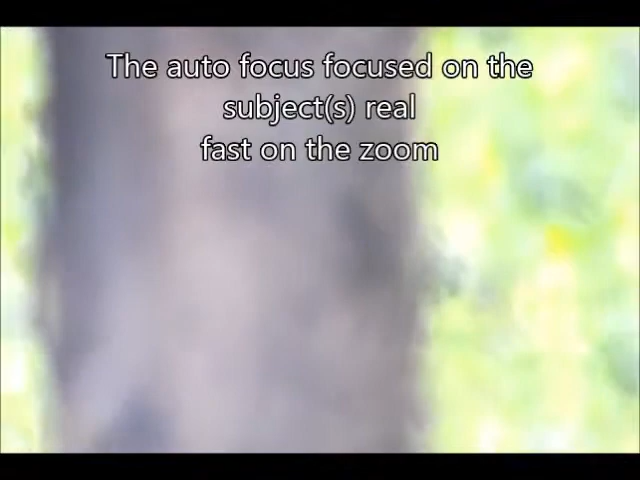 The auto focus focused on the
subject(s) real
fast on the zoom